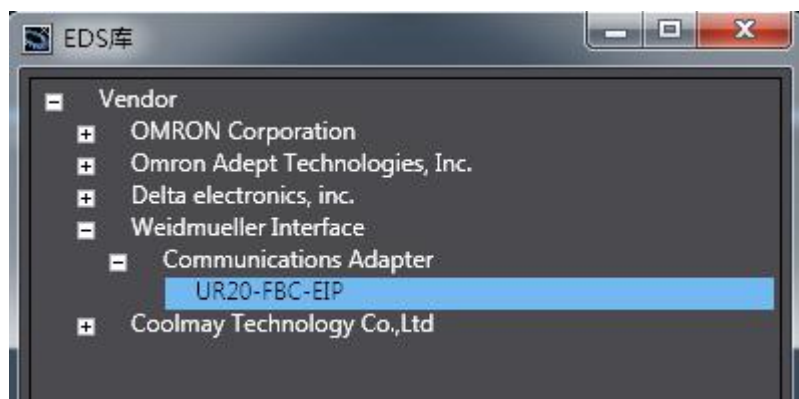 EDS库
Vendor
OMRON Corporation
Omron Adept Technologies, Inc.
Delta electronics, inc.
Weidmueller Interface
Communications Adapter
UR20-FBC-EIP
Coolmay Technology Co.,Ltd